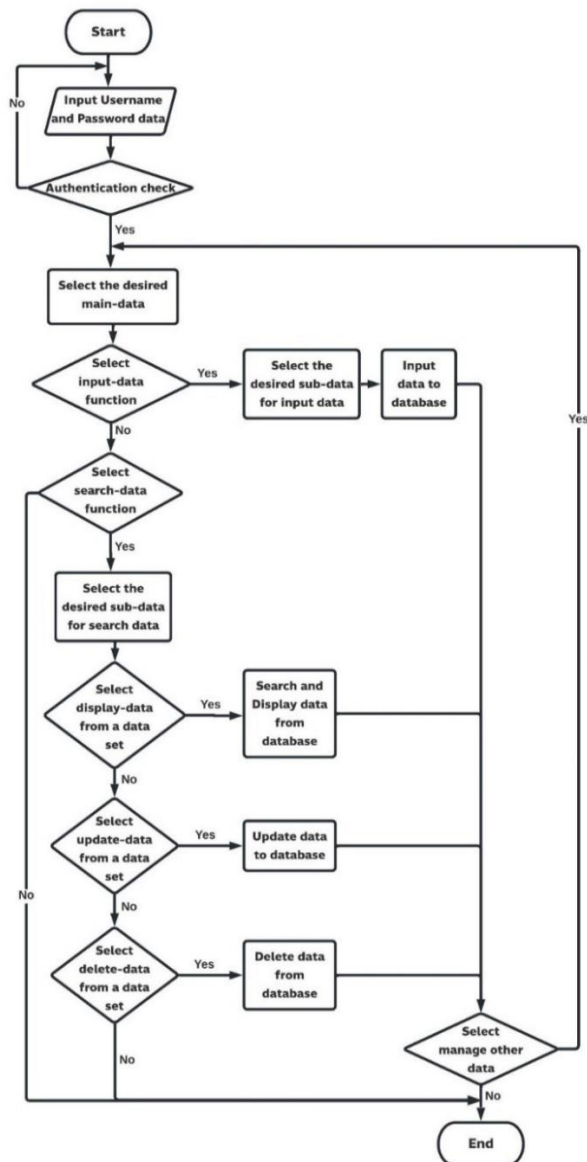 Start
No
Input Username
and Password data
Authentication check
Yes
Select the desired
main-data
Select
input-data
function
Yes
Select the
desired sub-data
for input data
Input
data to
database
Yes
No
Select
search-data
function
Yes
Select the
desired sub-data
for search data
Select
display-data
from a data
set
Yes
Search and
Display data
from
database
No
Select
update-data
from a data
set
Yes
Update data
to database
No
No
Select
delete-data
from a data
set
Yes
Delete data
from
database
Select
manage other
data
No
No
End